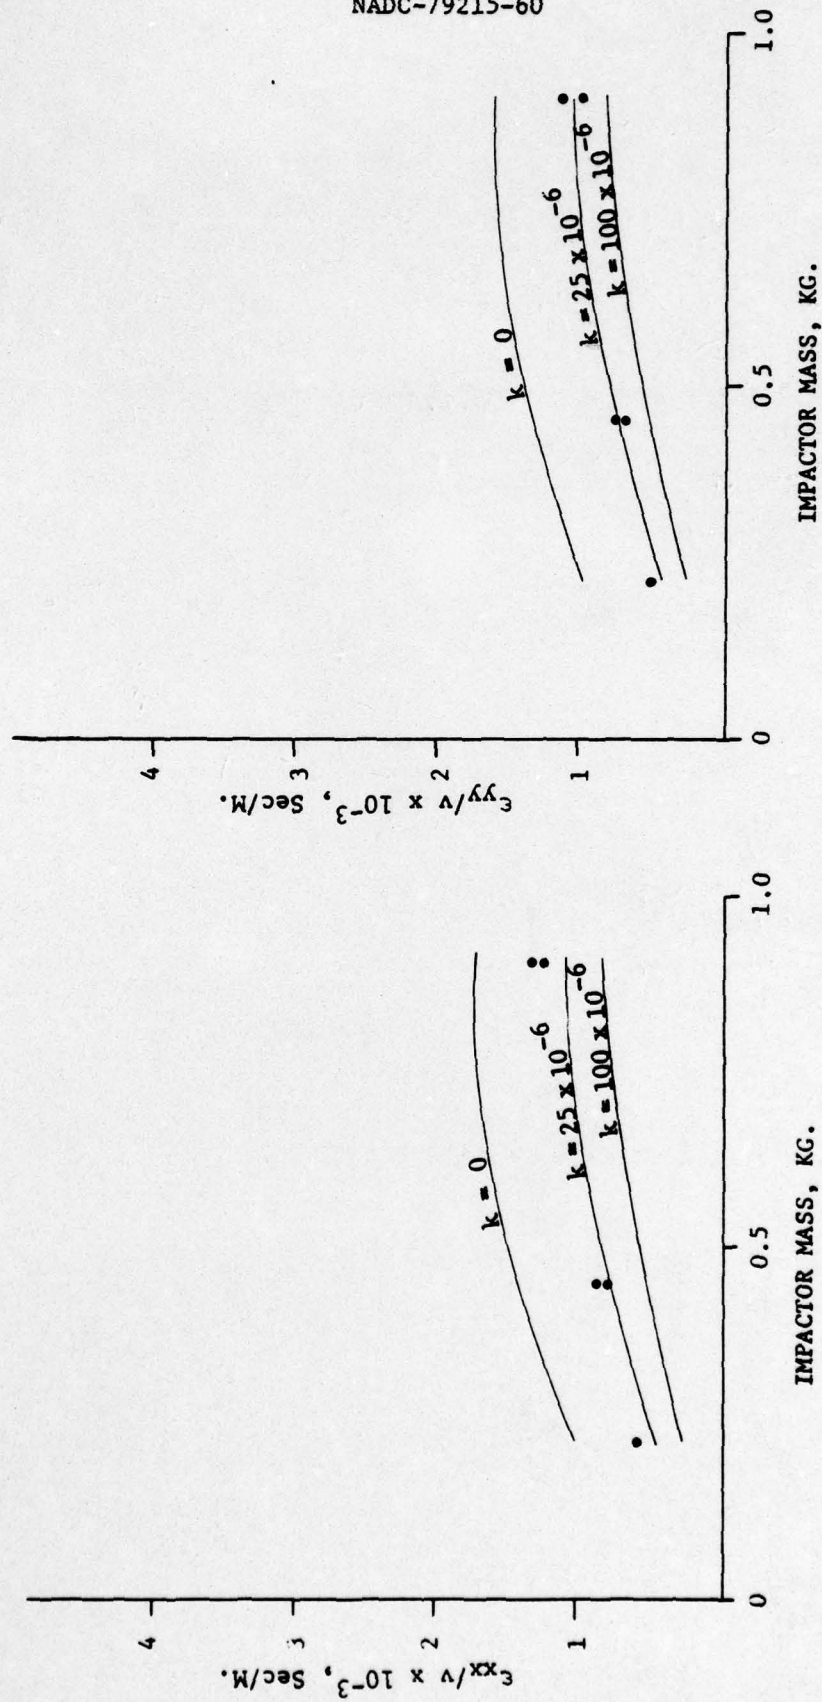 NADC-79215-60
εxx/v x 10⁻³, Sec/M.
4
3
2
1
k = 0
k = 25 x 10⁻⁶
k = 100 x 10⁻⁶
0
0.5
1.0
IMPACTOR MASS, KG.
εyy/v x 10⁻³, Sec/M.
4
3
2
1
k = 0
k = 25 x 10⁻⁶
k = 100 x 10⁻⁶
0
0.5
1.0
IMPACTOR MASS, KG.